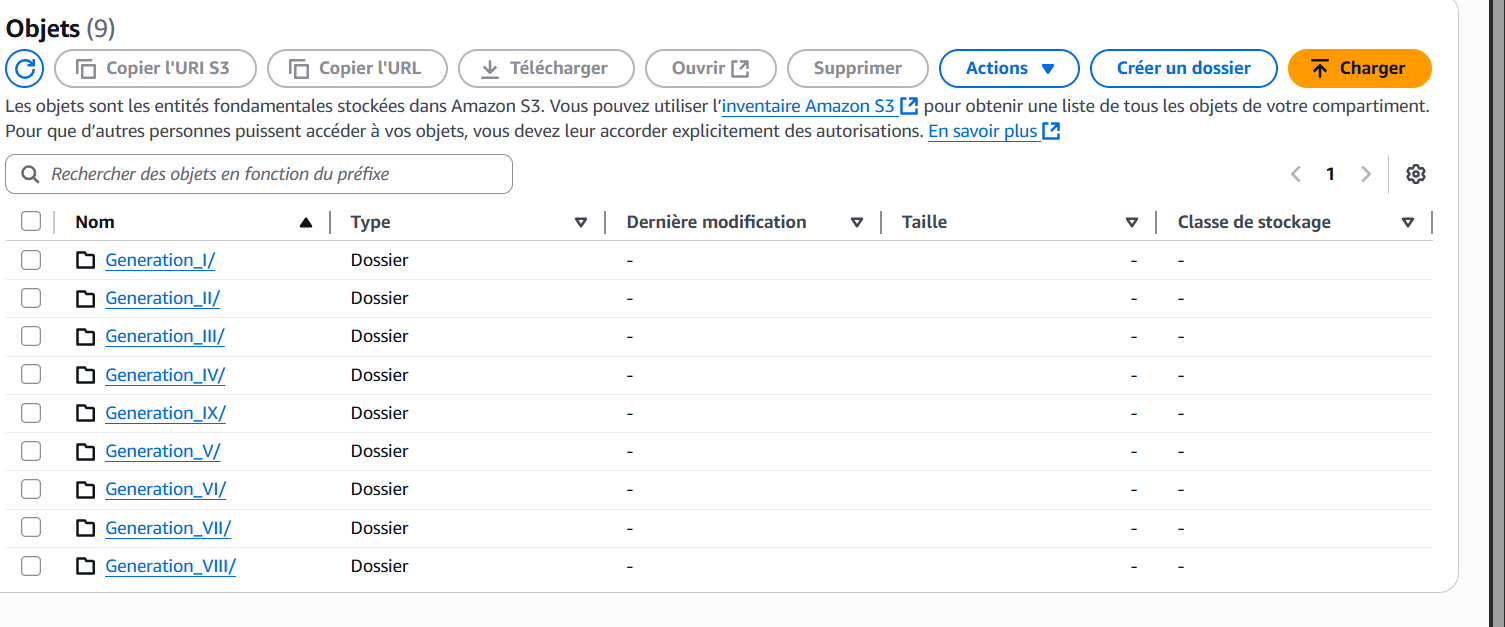 Objets (9)
Copier l'URI S3 Copier l'URL Télécharger Ouvrir Supprimer Actions Créer un dossier Charger
Les objets sont les entités fondamentales stockées dans Amazon S3. Vous pouvez utiliser l’inventaire Amazon S3 pour obtenir une liste de tous les objets de votre compartiment.
Pour que d’autres personnes puissent accéder à vos objets, vous devez leur accorder explicitement des autorisations. En savoir plus
Rechercher des objets en fonction du préfixe 1
Nom Type Dernière modification Taille Classe de stockage
Generation_I/ Dossier - - -
Generation_II/ Dossier - - -
Generation_III/ Dossier - - -
Generation_IV/ Dossier - - -
Generation_IX/ Dossier - - -
Generation_V/ Dossier - - -
Generation_VI/ Dossier - - -
Generation_VII/ Dossier - - -
Generation_VIII/ Dossier - - -